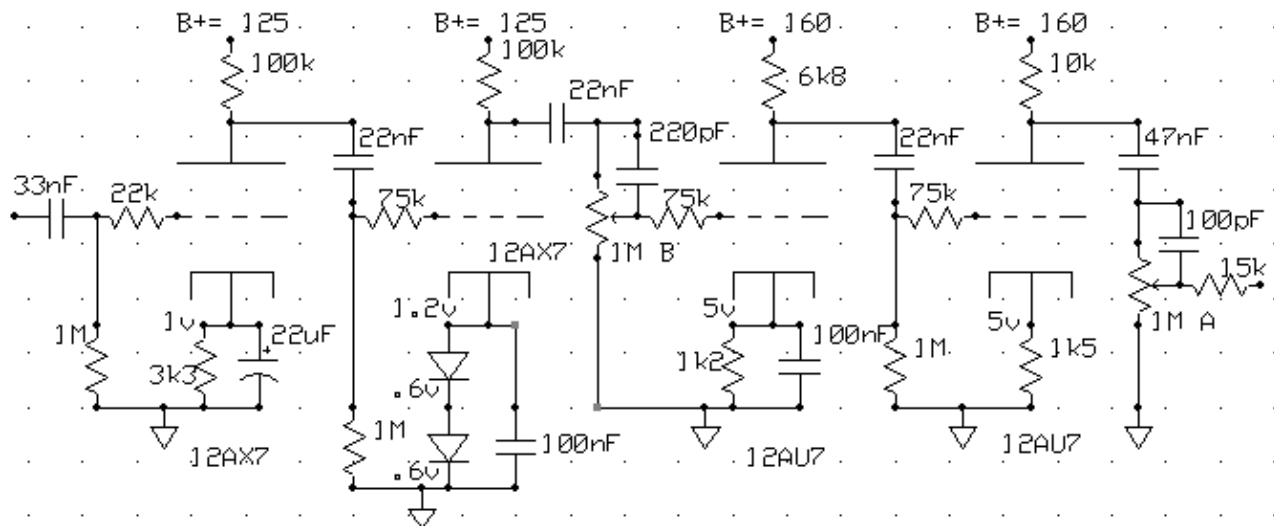 B+= 125
B+= 125
B+= 160
B+= 160
100k
100k
6k8
10k
22nF
22nF
220pF
22nF
47nF
33nF
22k
75k
75k
75k
100pF
15k
12AX7
1M B
1M A
1v
1.2v
5v
5v
1M
3k3
22uF
.6v
1k2
100nF
1M
1k5
1M
.6v
100nF
12AX7
12AU7
12AU7